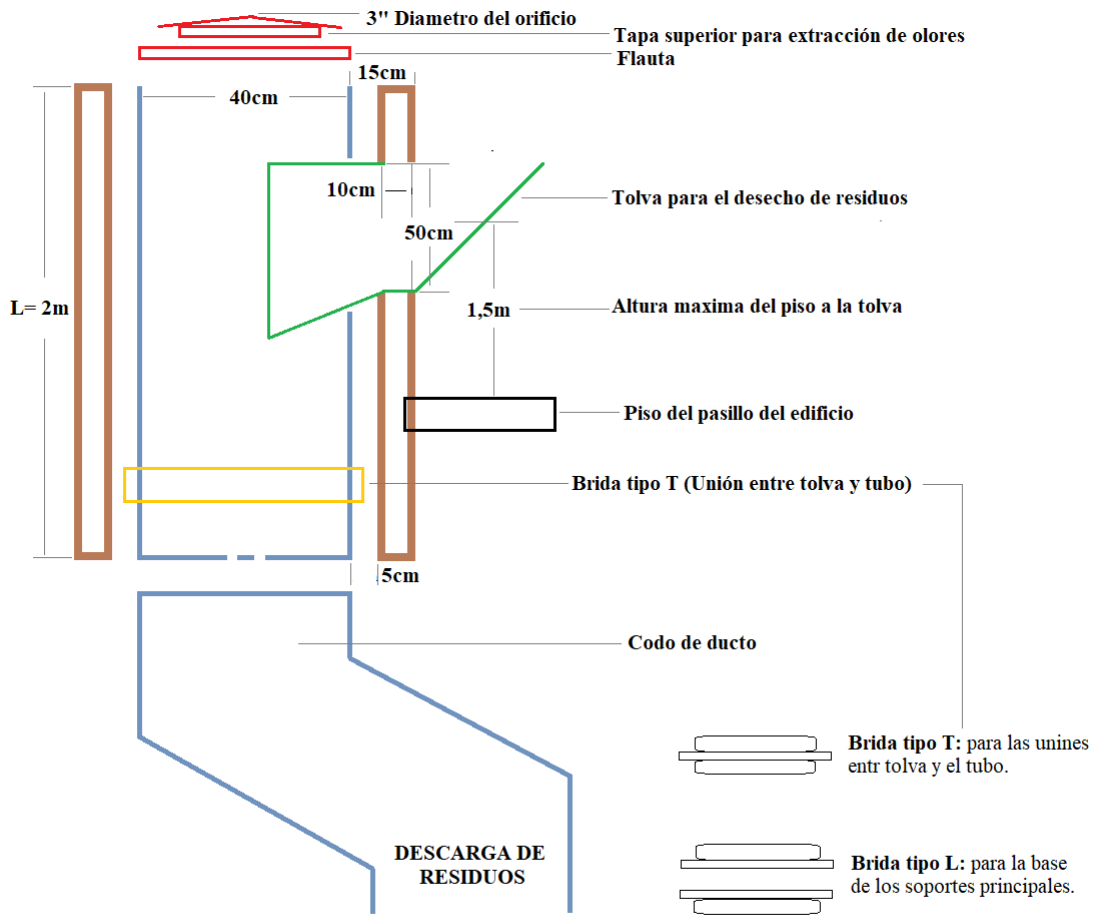 3" Diametro del orificio
Tapa superior para extracción de olores
Flauta
15cm
40cm
10cm
Tolva para el desecho de residuos
50cm
L= 2m
1,5m
Altura maxima del piso a la tolva
Piso del pasillo del edificio
Brida tipo T (Unión entre tolva y tubo)
5cm
Codo de ducto
Brida tipo T: para las unines
entr tolva y el tubo.
DESCARGA DE
RESIDUOS
Brida tipo L: para la base
de los soportes principales.